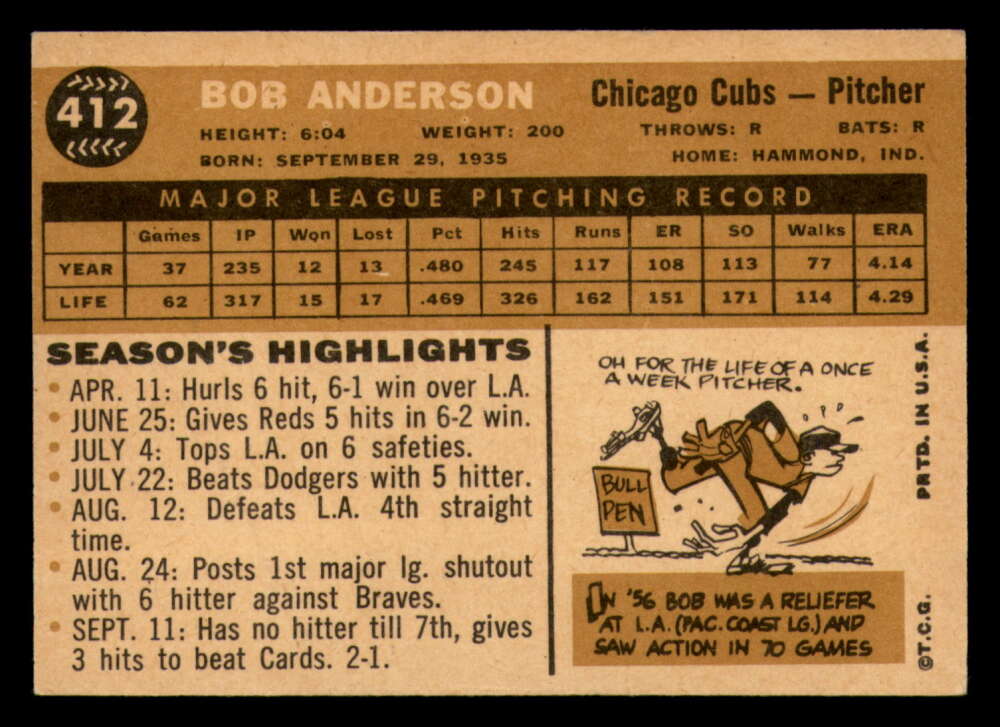 412
BOB ANDERSON
Chicago Cubs — Pitcher
HEIGHT: 6:04 WEIGHT: 200 THROWS: R BATS: R
BORN: SEPTEMBER 29, 1935 HOME: HAMMOND, IND.
MAJOR LEAGUE PITCHING RECORD
Games IP Won Lost Pct Hits Runs ER SO Walks ERA
YEAR 37 235 12 13 .480 245 117 108 113 77 4.14
LIFE 62 317 15 17 .469 326 162 151 171 114 4.29
SEASON'S HIGHLIGHTS
• APR. 11: Hurls 6 hit, 6-1 win over L.A.
• JUNE 25: Gives Reds 5 hits in 6-2 win.
• JULY 4: Tops L.A. on 6 safeties.
• JULY 22: Beats Dodgers with 5 hitter.
• AUG. 12: Defeats L.A. 4th straight
time.
• AUG. 24: Posts 1st major lg. shutout
with 6 hitter against Braves.
• SEPT. 11: Has no hitter till 7th, gives
3 hits to beat Cards. 2-1.
OH FOR THE LIFE OF A ONCE
A WEEK PITCHER.
BULL
PEN
IN '56 BOB WAS A RELIEFER
AT L.A. (PAC. COAST LG.) AND
SAW ACTION IN 70 GAMES
©T.C.G. PRTD. IN U.S.A.